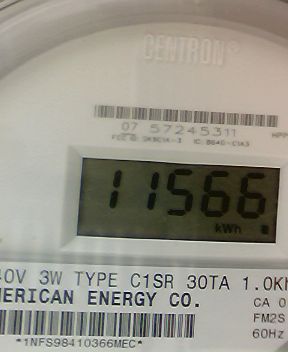 CENTRON®
07 57245311
11566
kWh
40V 3W TYPE C1SR 30TA 1.0K
MERICAN ENERGY CO.
CA 0
FM2S
60Hz
*1NFS98410366MEC*